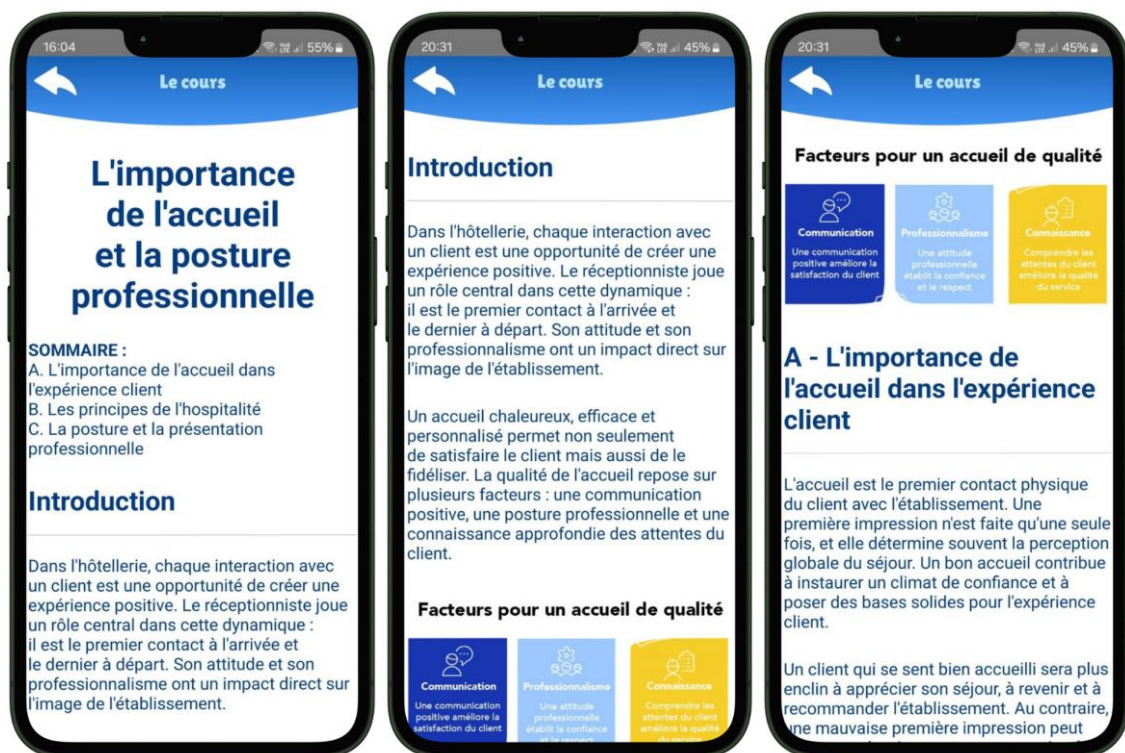 16:04
55%
Le cours
L'importance
de l'accueil
et la posture
professionnelle
SOMMAIRE :
A. L'importance de l'accueil dans
l'expérience client
B. Les principes de l'hospitalité
C. La posture et la présentation
professionnelle
Introduction
Dans l'hôtellerie, chaque interaction avec
un client est une opportunité de créer une
expérience positive. Le réceptionniste joue
un rôle central dans cette dynamique :
il est le premier contact à l'arrivée et
le dernier à départ. Son attitude et son
professionnalisme ont un impact direct sur
l'image de l'établissement.
20:31
45%
Le cours
Introduction
Dans l'hôtellerie, chaque interaction avec
un client est une opportunité de créer une
expérience positive. Le réceptionniste joue
un rôle central dans cette dynamique :
il est le premier contact à l'arrivée et
le dernier à départ. Son attitude et son
professionnalisme ont un impact direct sur
l'image de l'établissement.
Un accueil chaleureux, efficace et
personnalisé permet non seulement
de satisfaire le client mais aussi de le
fidéliser. La qualité de l'accueil repose sur
plusieurs facteurs : une communication
positive, une posture professionnelle et une
connaissance approfondie des attentes du
client.
Facteurs pour un accueil de qualité
Communication
Une communication
positive améliore la
satisfaction du client
Professionnalisme
Une attitude
professionnelle
établit la confiance
et le respect
Connaissance
Comprendre les
attentes du client
améliore la qualité
du service
20:31
45%
Le cours
Facteurs pour un accueil de qualité
Communication
Une communication
positive améliore la
satisfaction du client
Professionnalisme
Une attitude
professionnelle
établit la confiance
et le respect
Connaissance
Comprendre les
attentes du client
améliore la qualité
du service
A - L'importance de
l'accueil dans l'expérience
client
L'accueil est le premier contact physique
du client avec l'établissement. Une
première impression n'est faite qu'une seule
fois, et elle détermine souvent la perception
globale du séjour. Un bon accueil contribue
à instaurer un climat de confiance et à
poser des bases solides pour l'expérience
client.
Un client qui se sent bien accueilli sera plus
enclin à apprécier son séjour, à revenir et à
recommander l'établissement. Au contraire,
une mauvaise première impression peut